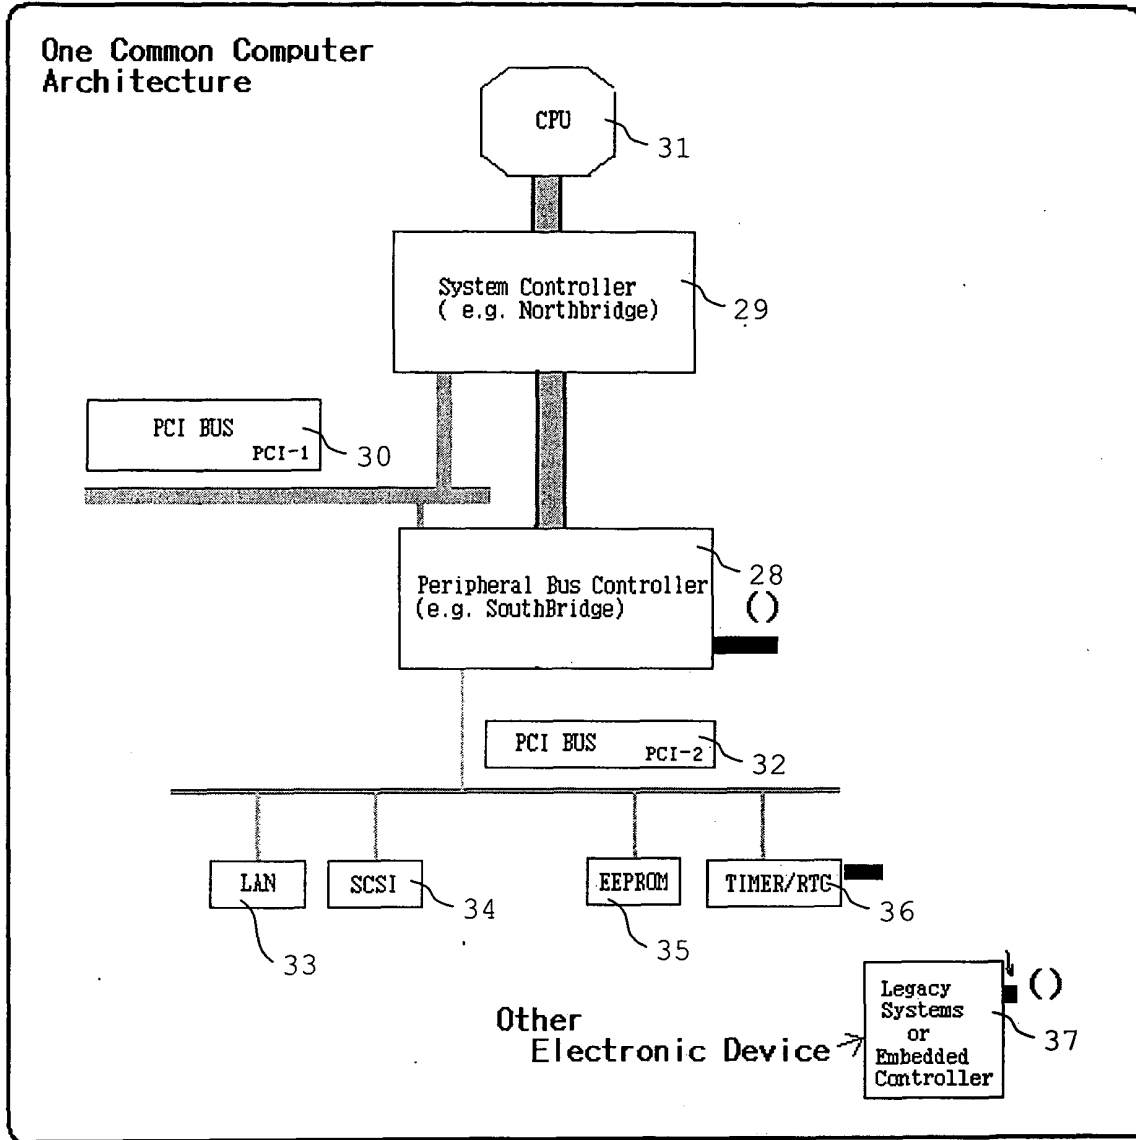 One Common Computer
Architecture
CPU
31
System Controller
( e.g. Northbridge)
29
PCI BUS
PCI-1
30
28
Peripheral Bus Controller
(e.g. SouthBridge)
()
PCI BUS
PCI-2
32
LAN
SCSI
EEPROM
TIMER/RTC
33
34
35
36
Legacy
Systems
or
Embedded
Controller
()
37
Other
Electronic Device